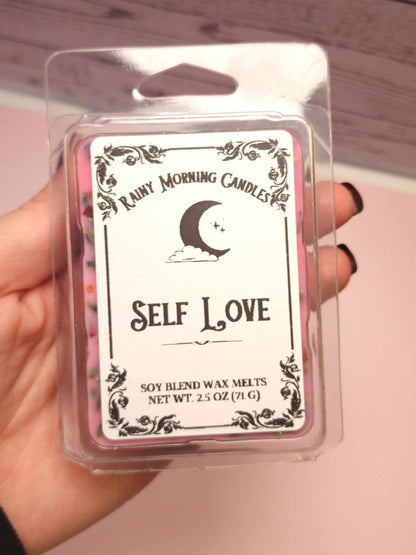 Rainy Morning Candles
Self Love
SOY BLEND WAX MELTS
NET WT. 2.5 OZ (71 G)